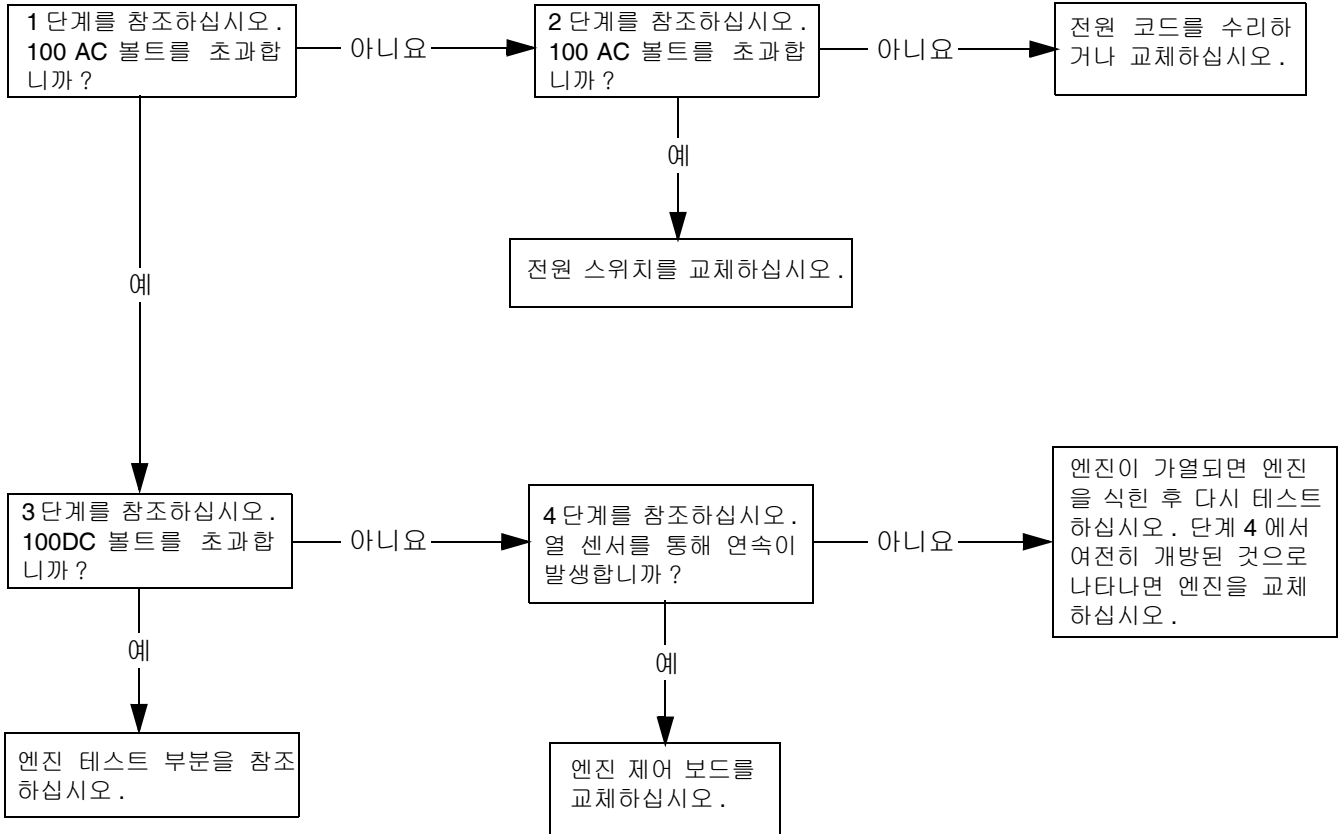 1 단계를 참조하십시오 .
100 AC 볼트를 초과합
니까 ?
아니요
2 단계를 참조하십시오 .
100 AC 볼트를 초과합
니까 ?
아니요
전원 코드를 수리하
거나 교체하십시오 .
예
전원 스위치를 교체하십시오 .
예
3 단계를 참조하십시오 .
100DC 볼트를 초과합
니까 ?
아니요
4 단계를 참조하십시오 .
열 센서를 통해 연속이
발생합니까 ?
아니요
엔진이 가열되면 엔진
을 식힌 후 다시 테스트
하십시오 . 단계 4 에서
여전히 개방된 것으로
나타나면 엔진을 교체
하십시오 .
예
엔진 테스트 부분을 참조
하십시오 .
예
엔진 제어 보드를
교체하십시오 .